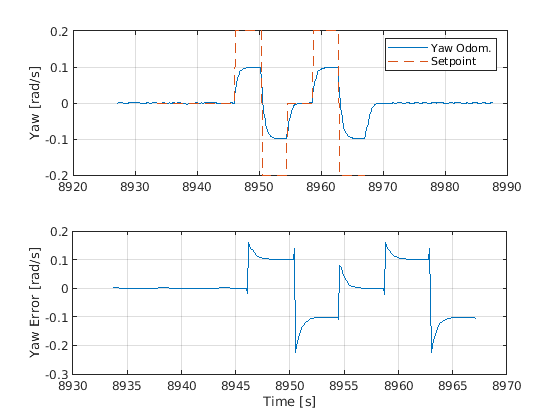 0.2
0.1
0
-0.1
-0.2
Yaw [rad/s]
Yaw Odom.
Setpoint
8920 8930 8940 8950 8960 8970 8980 8990
0.2
0.1
0
-0.1
-0.2
-0.3
Yaw Error [rad/s]
8930 8935 8940 8945 8950 8955 8960 8965 8970
Time [s]